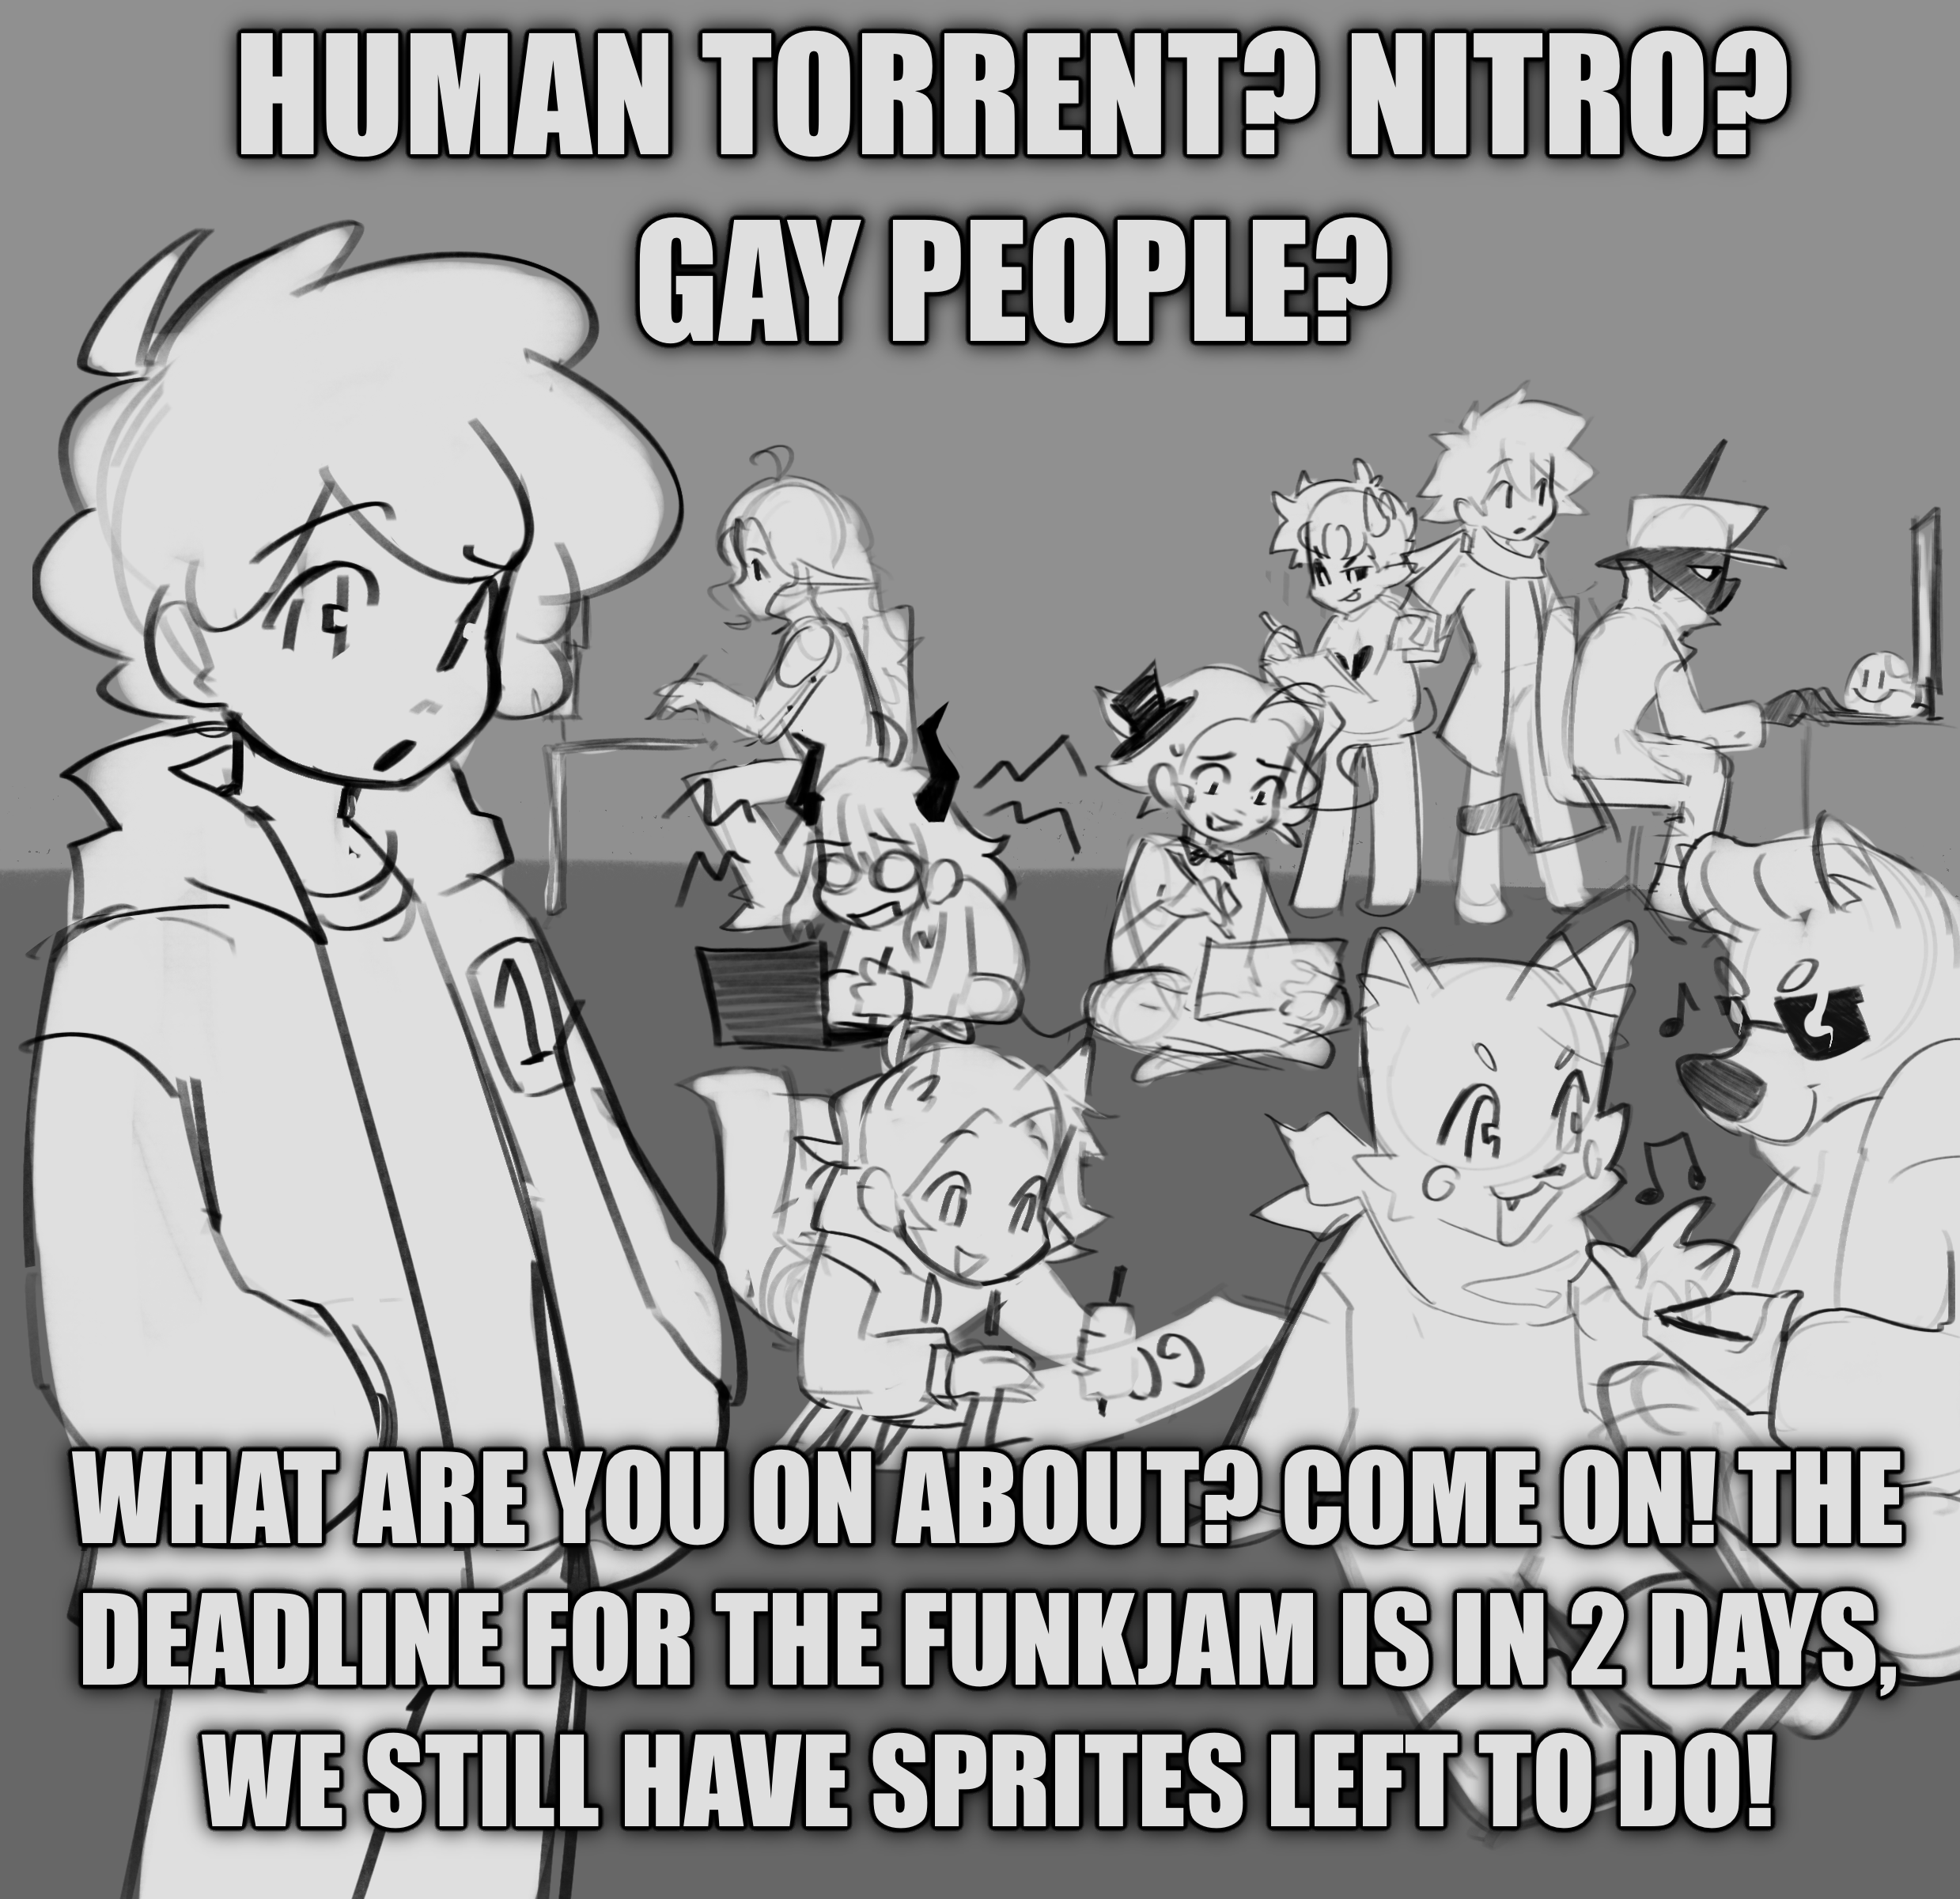 HUMAN TORRENT? NITRO?
GAY PEOPLE?
1
WHAT ARE YOU ON ABOUT? COME ON! THE
DEADLINE FOR THE FUNKJAM IS IN 2 DAYS,
WE STILL HAVE SPRITES LEFT TO DO!